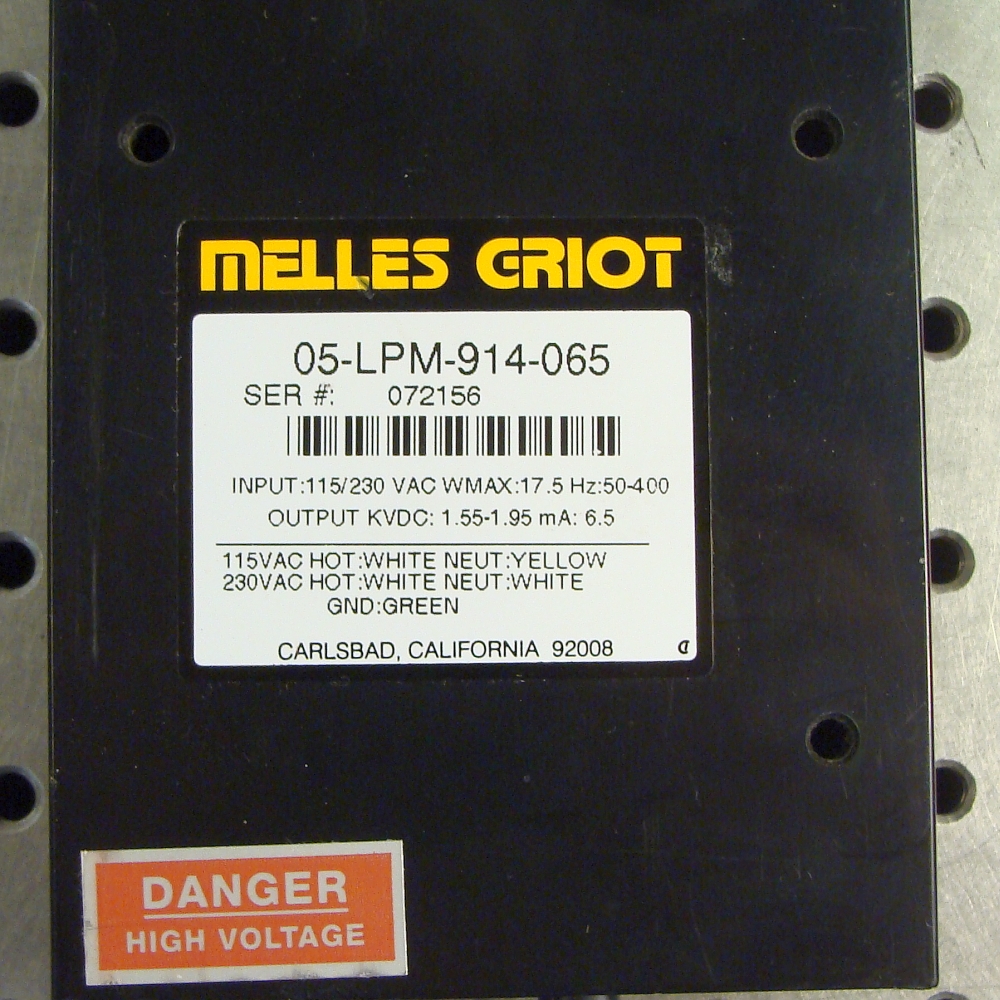 MELLES GRIOT
05-LPM-914-065
SER #: 072156
INPUT:115/230 VAC WMAX:17.5 Hz:50-400
OUTPUT KVDC: 1.55-1.95 mA: 6.5
115VAC HOT:WHITE NEUT:YELLOW
230VAC HOT:WHITE NEUT:WHITE
GND:GREEN
CARLSBAD, CALIFORNIA 92008
DANGER
HIGH VOLTAGE